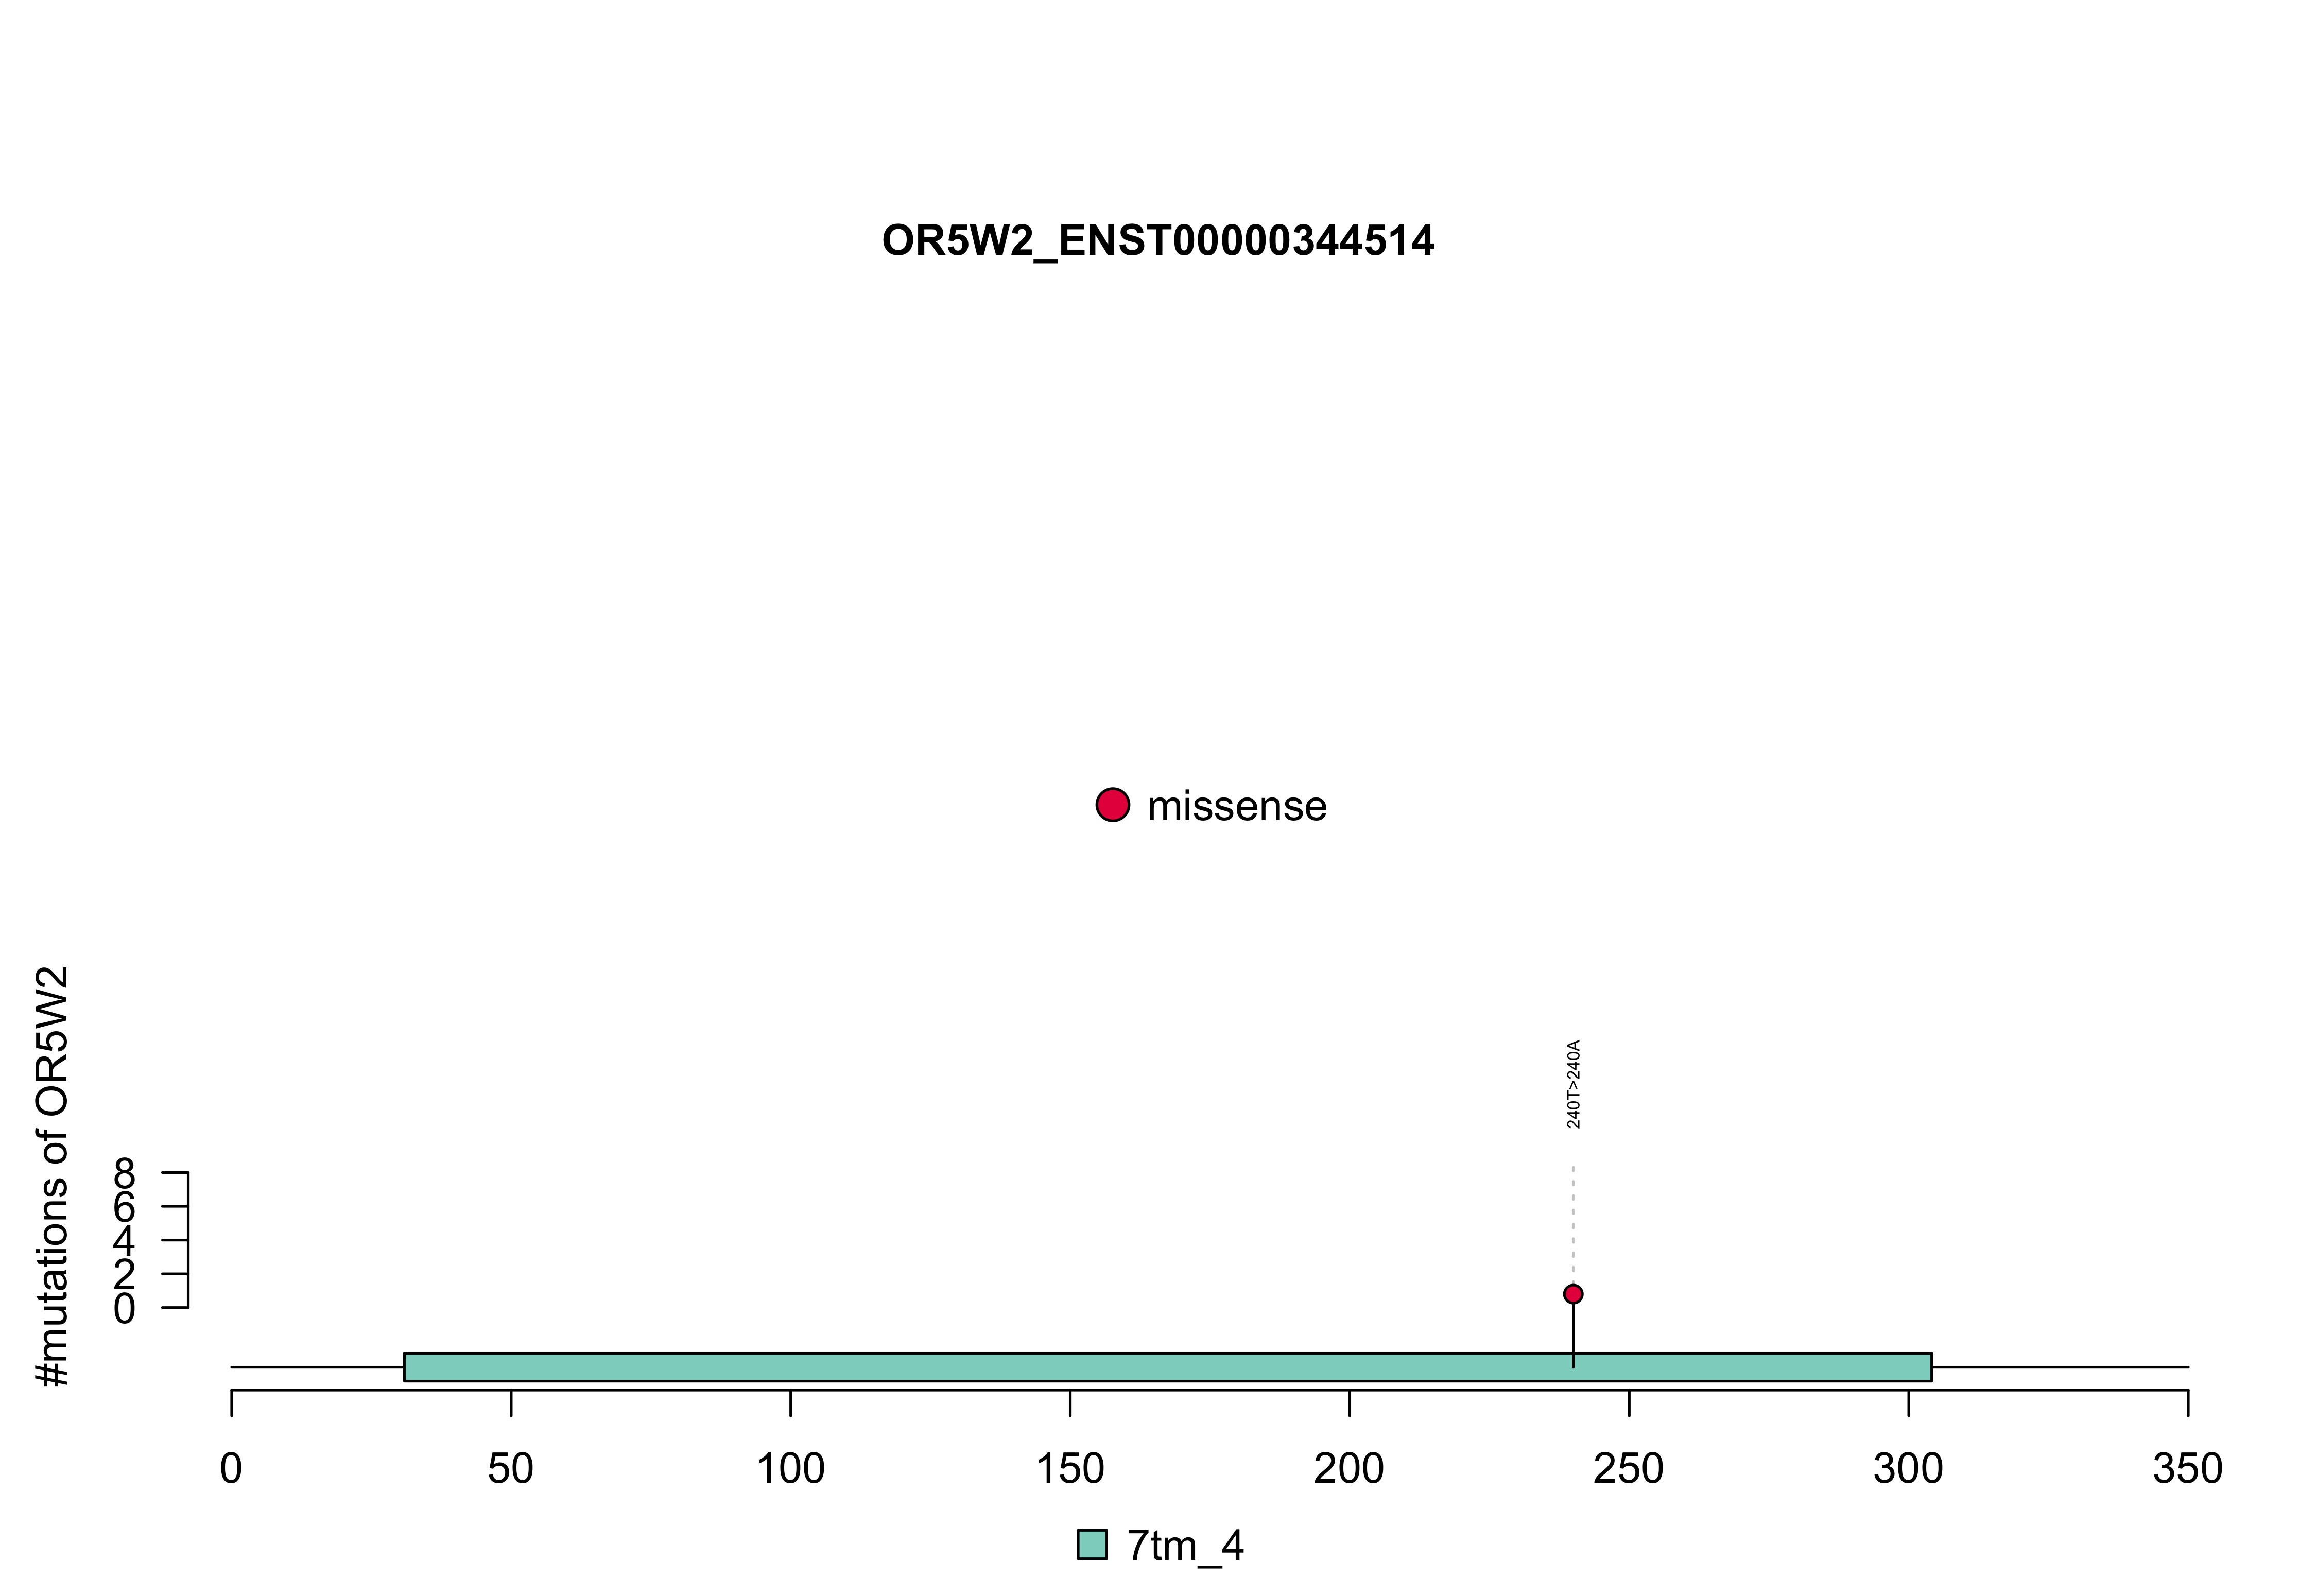 OR5W2_ENST00000344514
missense
#mutations of OR5W2
240T>240A
8
6
4
2
0
0 50 100 150 200 250 300 350
7tm_4